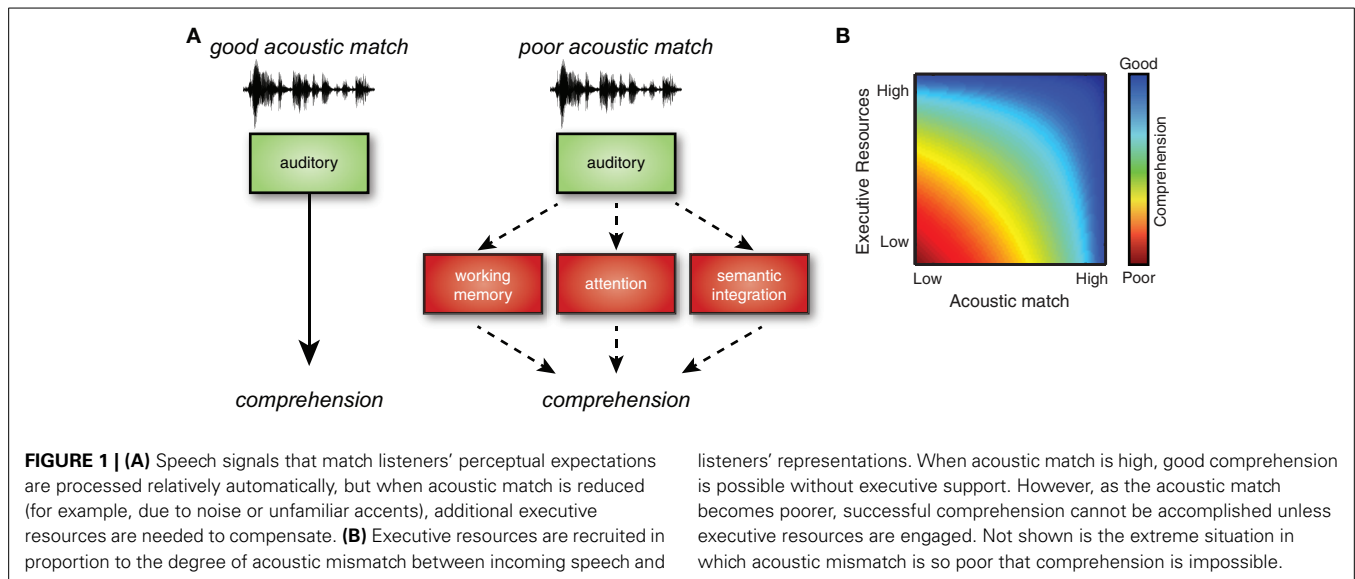 A
good acoustic match
poor acoustic match
auditory
auditory
working
memory
attention
semantic
integration
comprehension
comprehension
B
Executive Resources
High
Low
Low
High
Acoustic match
Good
Comprehension
Poor
FIGURE 1 | (A) Speech signals that match listeners’ perceptual expectations
are processed relatively automatically, but when acoustic match is reduced
(for example, due to noise or unfamiliar accents), additional executive
resources are needed to compensate. (B) Executive resources are recruited in
proportion to the degree of acoustic mismatch between incoming speech and
listeners’ representations. When acoustic match is high, good comprehension
is possible without executive support. However, as the acoustic match
becomes poorer, successful comprehension cannot be accomplished unless
executive resources are engaged. Not shown is the extreme situation in
which acoustic mismatch is so poor that comprehension is impossible.